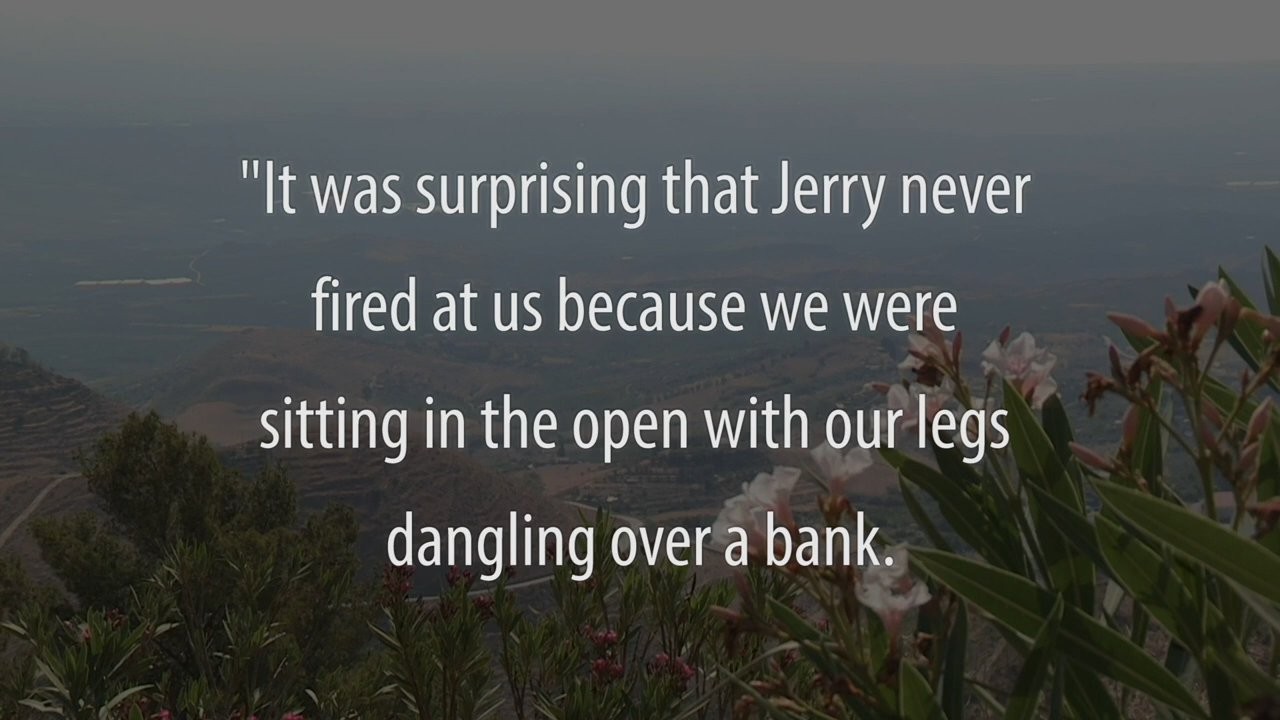 "It was surprising that Jerry never
fired at us because we were
sitting in the open with our legs
dangling over a bank.